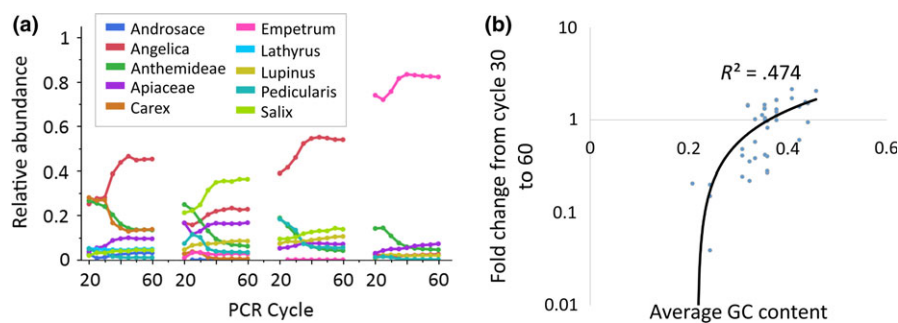 (a)
Relative abundance
1
0.8
0.6
0.4
0.2
0
Androsace
Angelica
Anthemideae
Apiaceae
Carex
Empetrum
Lathyrus
Lupinus
Pedicularis
Salix
20 60 20 60 20 60 20 60
PCR Cycle
(b)
Fold change from cycle 30
to 60
10
1
0.1
0.01
R² = .474
0 0.2 0.4 0.6
Average GC content